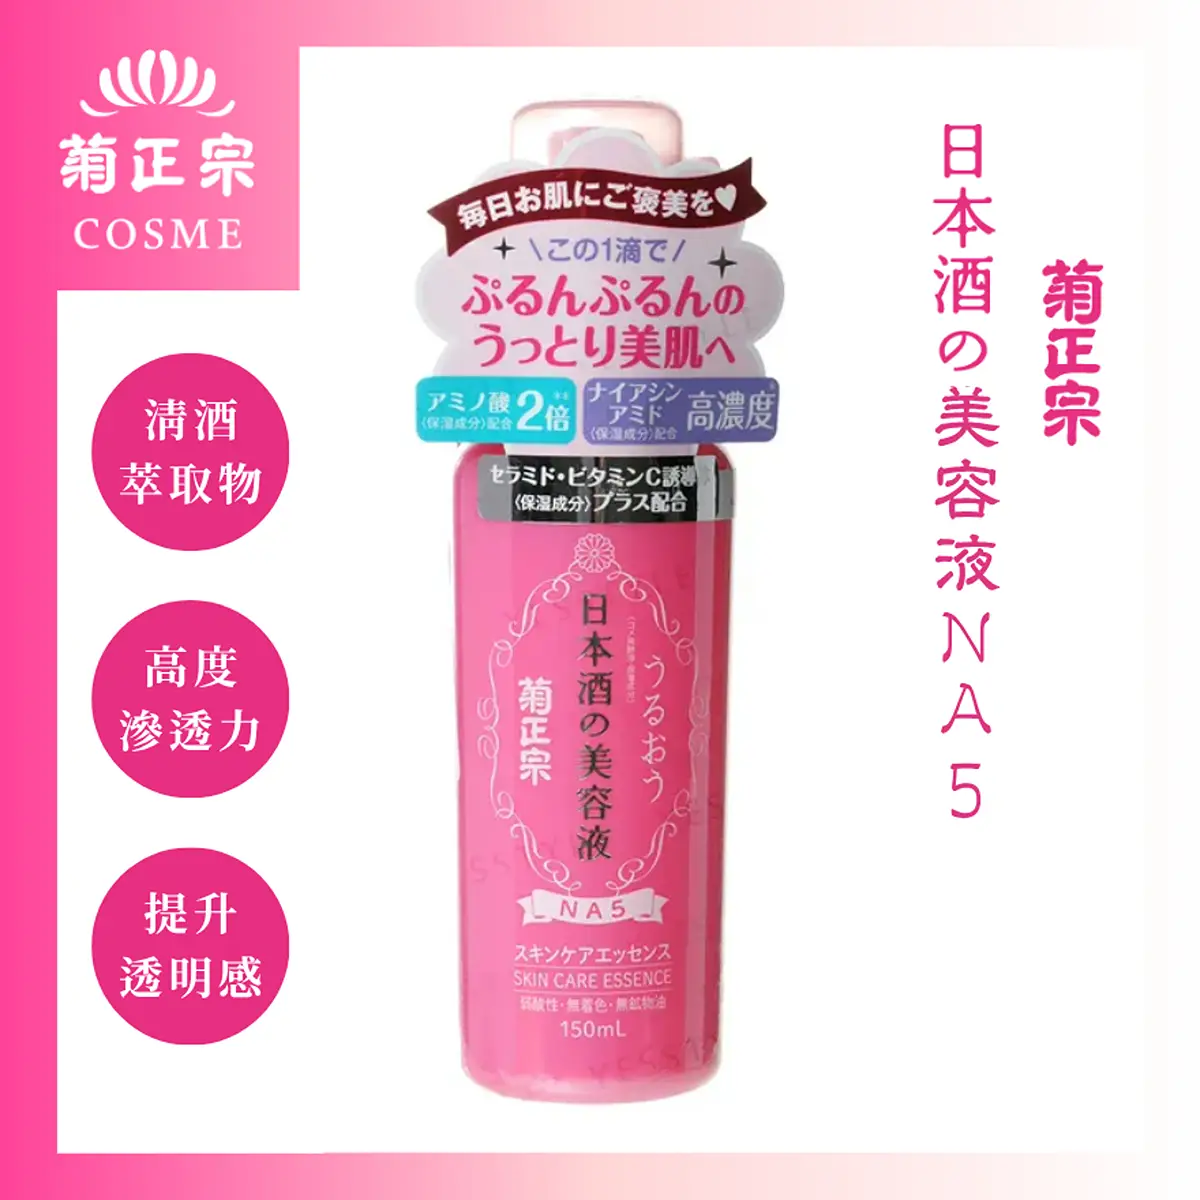 菊正宗
COSME
清酒
萃取物
高度
滲透力
提升
透明感
毎日お肌にご褒美を♥
\この1滴で/
ぷるんぷるんの
うっとり美肌へ
アミノ酸
〈保湿成分〉配合
2倍
ナイアシン
アミド
〈保湿成分〉配合
高濃度
セラミド・ビタミンC誘導
〈保湿成分〉プラス配合
うるおう
日本酒の美容液
菊正宗
NA5
スキンケアエッセンス
SKIN CARE ESSENCE
弱酸性・無着色・無鉱物油
150mL
菊正宗
日本酒の美容液NA5